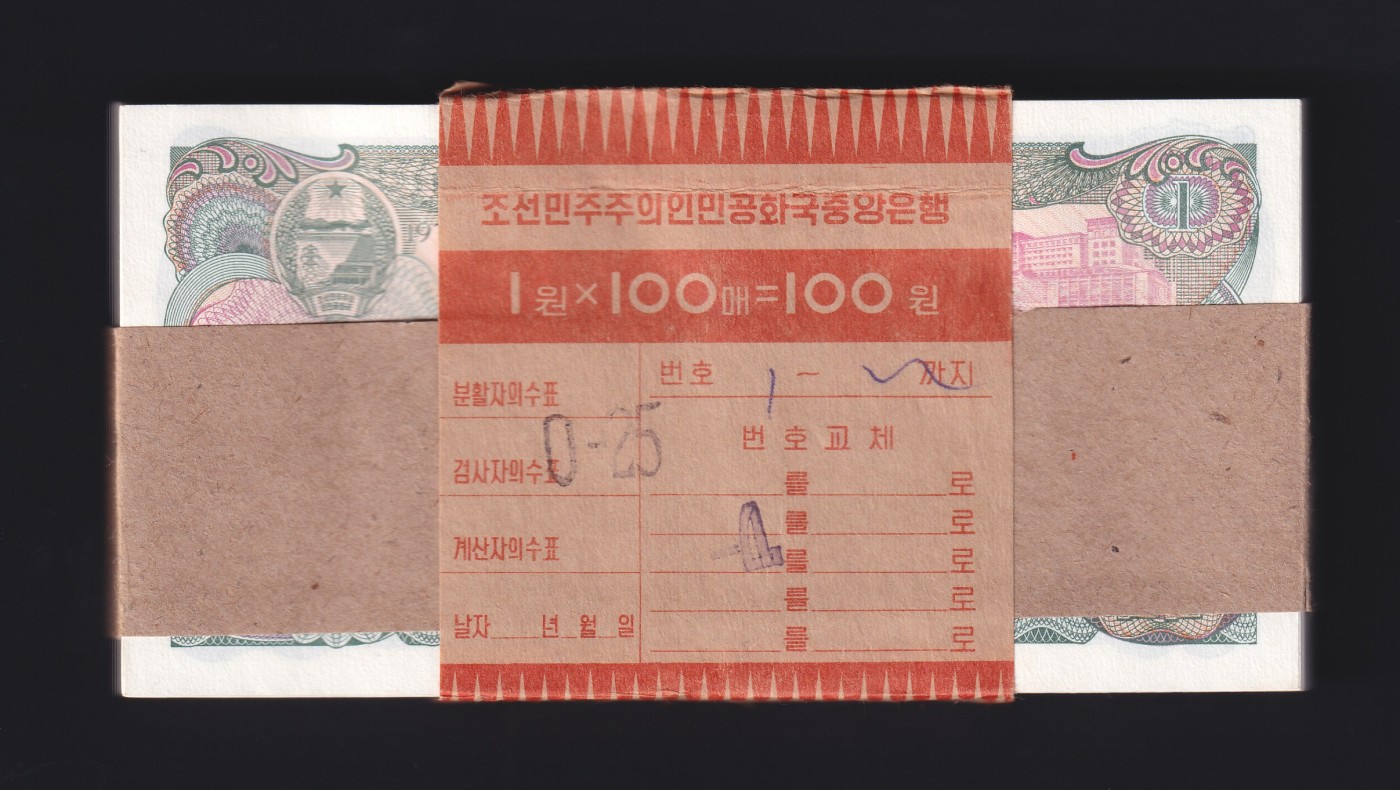 조선민주주의인민공화국중앙은행
1원×100매=100원
번호 1 ~ 까지
분활자의수표
0-25
번호교체
검사자의수표
를 로
를 로
계산자의수표
를 로
를 로
날자 년 월 일
를 로
1